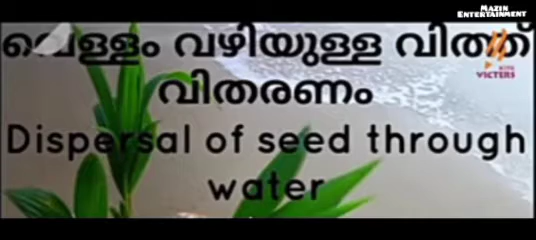 MAZIN
ENTERTAINMENT
വെള്ളം വഴിയുള്ള വിത്ത്
വിതരണം
VICTERS
Dispersal of seed through
water